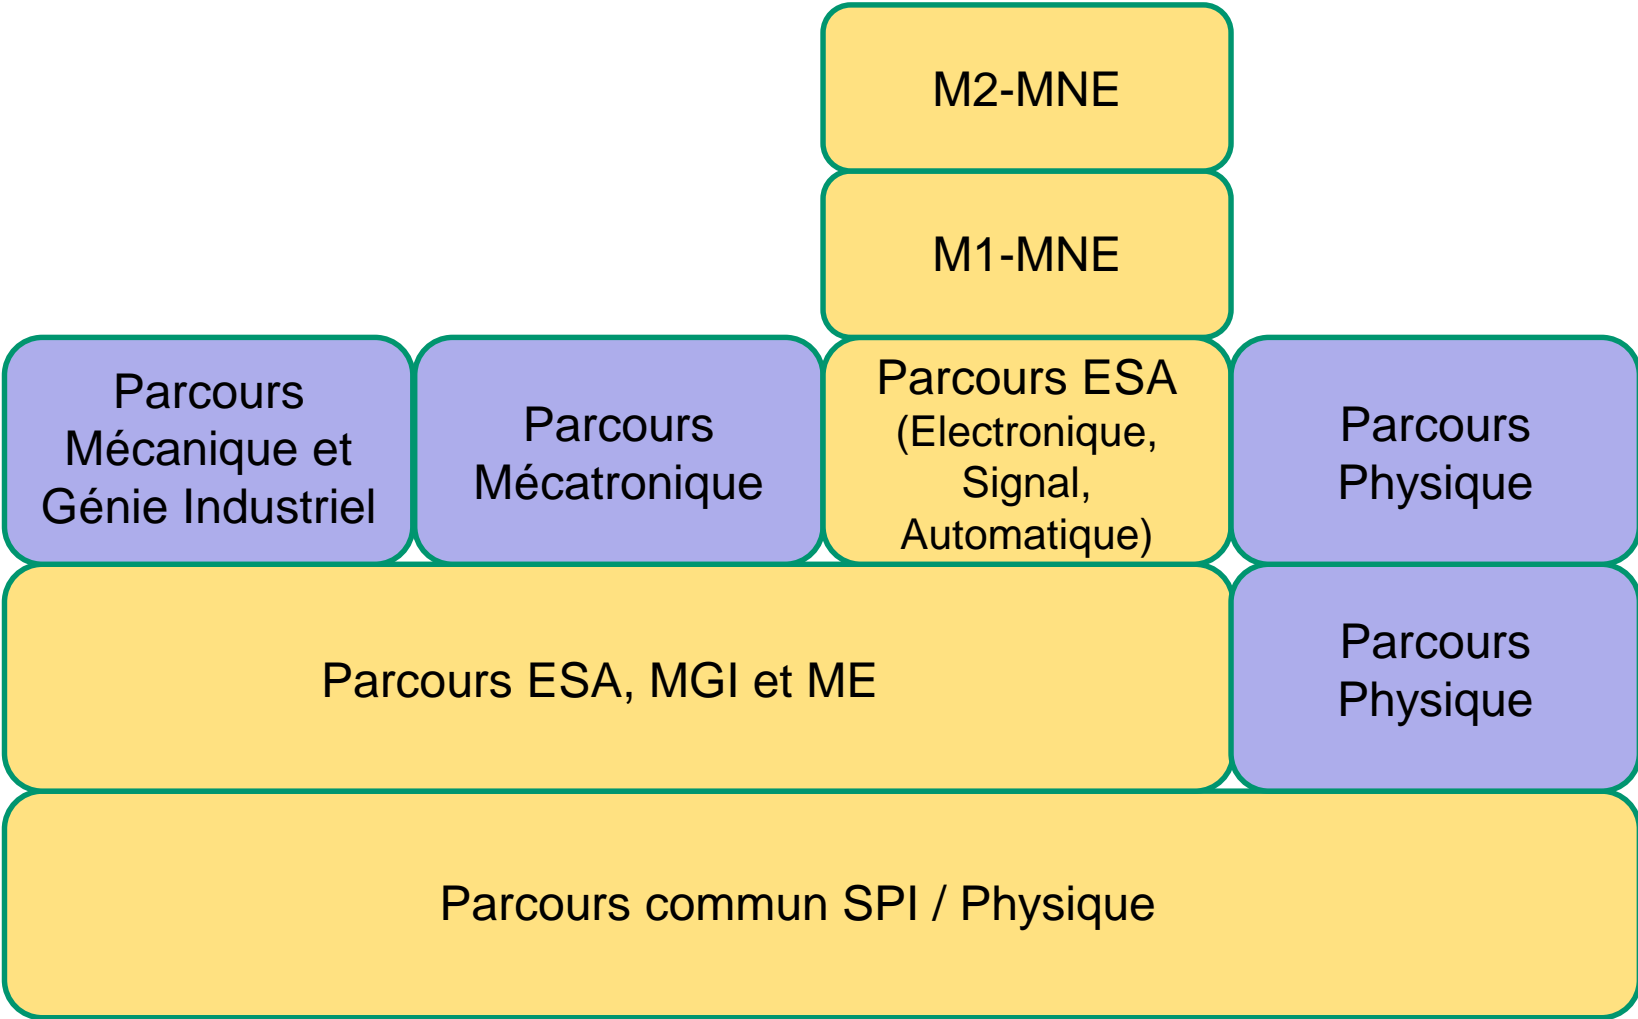 M2-MNE
M1-MNE
Parcours
Mécanique et
Génie Industriel
Parcours
Mécatronique
Parcours ESA
(Electronique,
Signal,
Automatique)
Parcours
Physique
Parcours ESA, MGI et ME
Parcours
Physique
Parcours commun SPI / Physique